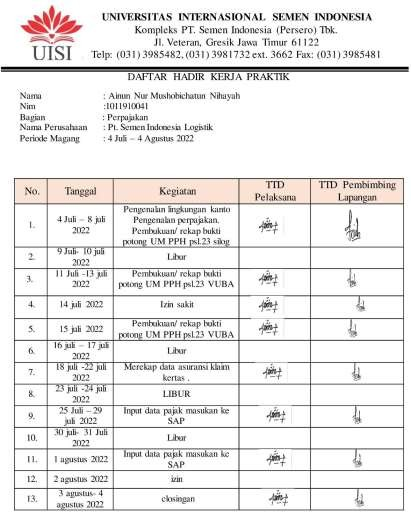 UISI
UNIVERSITAS INTERNASIONAL SEMEN INDONESIA
Kompleks PT. Semen Indonesia (Persero) Tbk.
Jl. Veteran, Gresik Jawa Timur 61122
Telp: (031) 3985482, (031) 3981732 ext. 3662 Fax: (031) 3985481
DAFTAR HADIR KERJA PRAKTIK
Nama : Ainun Nur Mushobichatun Nihayah
Nim :1011910041
Bagian : Perpajakan
Nama Perusahaan : Pt. Semen Indonesia Logistik
Periode Magang : 4 Juli – 4 Agustus 2022
No. Tanggal Kegiatan TTD Pelaksana TTD Pembimbing Lapangan
1. 4 Juli – 8 juli 2022 Pengenalan lingkungan kanto Pengenalan perpajakan. Pembukuan/ rekap bukti potong UM PPH psl.23 silog
2. 9 Juli- 10 juli 2022 Libur
3. 11 Juli -13 juli 2022 Pembukuan/ rekap bukti potong UM PPH psl.23 VUBA
4. 14 juli 2022 Izin sakit
5. 15 juli 2022 Pembukuan/ rekap bukti potong UM PPH psl.23 VUBA
6. 16 juli – 17 juli 2022 Libur
7. 18 juli -22 juli 2022 Merekap data asuransi klaim kertas .
8. 23 juli -24 juli 2022 LIBUR
9. 25 Juli – 29 juli 2022 Input data pajak masukan ke SAP
10. 30 juli- 31 Juli 2022 Libur
11. 1 agustus 2022 Input data pajak masukan ke SAP
12. 2 agustus 2022 izin
13. 3 agustus- 4 agustus 2022 closingan